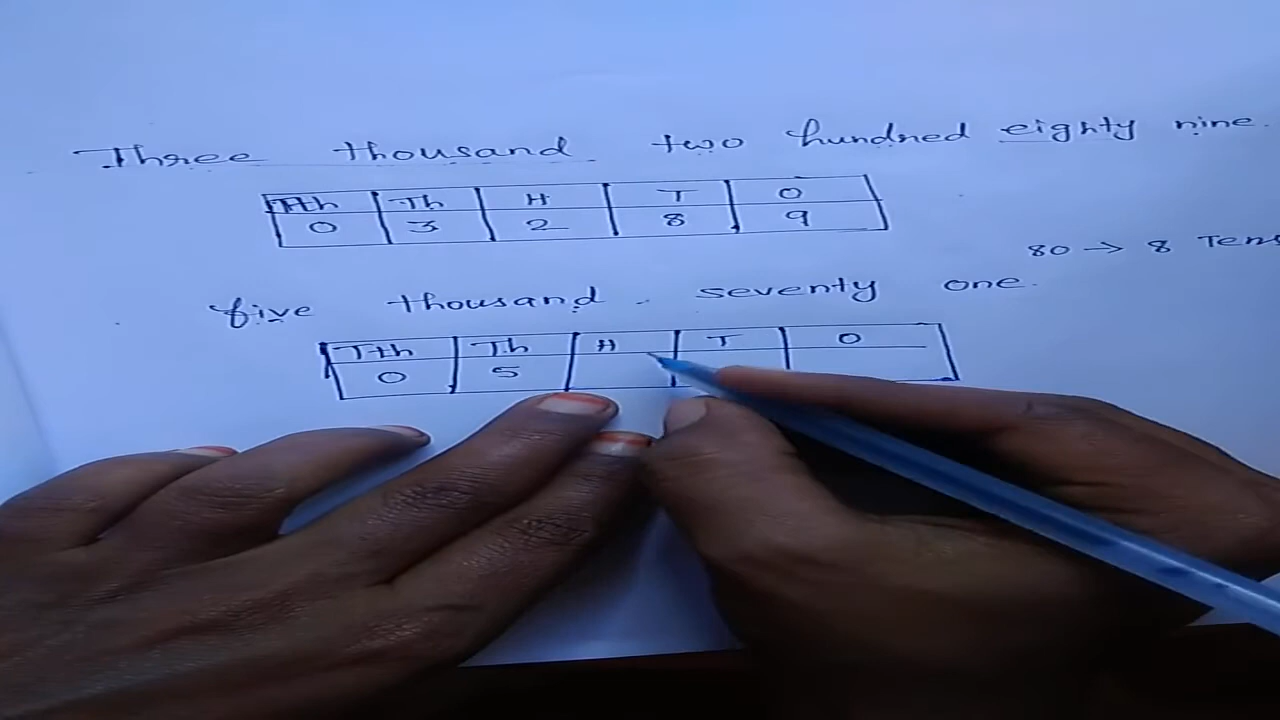 Three thousand two hundred eighty nine.
Tth Th H T O
0 3 2 8 9
80 → 8 Tens
five thousand seventy one.
Tth Th H T O
0 5